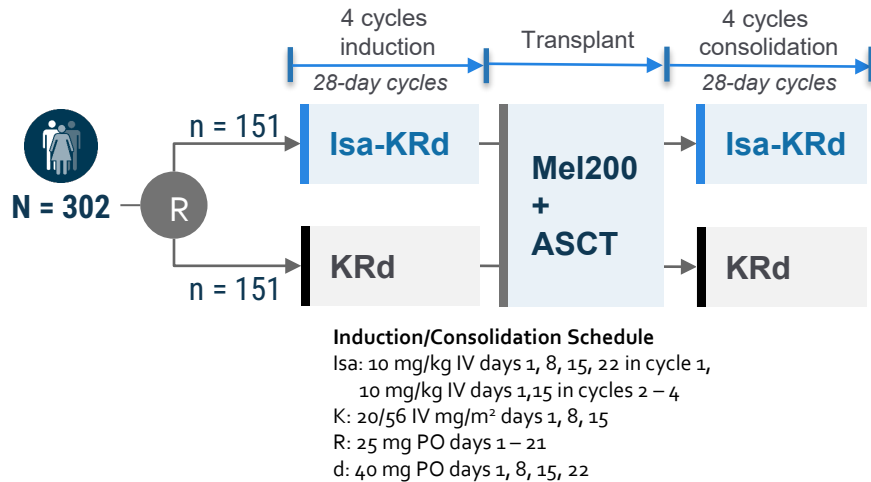 4 cycles
induction
Transplant
4 cycles
consolidation
28-day cycles
28-day cycles
n = 151
Isa-KRd
Isa-KRd
N = 302
R
Mel200
+
ASCT
KRd
KRd
n = 151
Induction/Consolidation Schedule
Isa: 10 mg/kg IV days 1, 8, 15, 22 in cycle 1,
10 mg/kg IV days 1,15 in cycles 2 – 4
K: 20/56 IV mg/m² days 1, 8, 15
R: 25 mg PO days 1 – 21
d: 40 mg PO days 1, 8, 15, 22